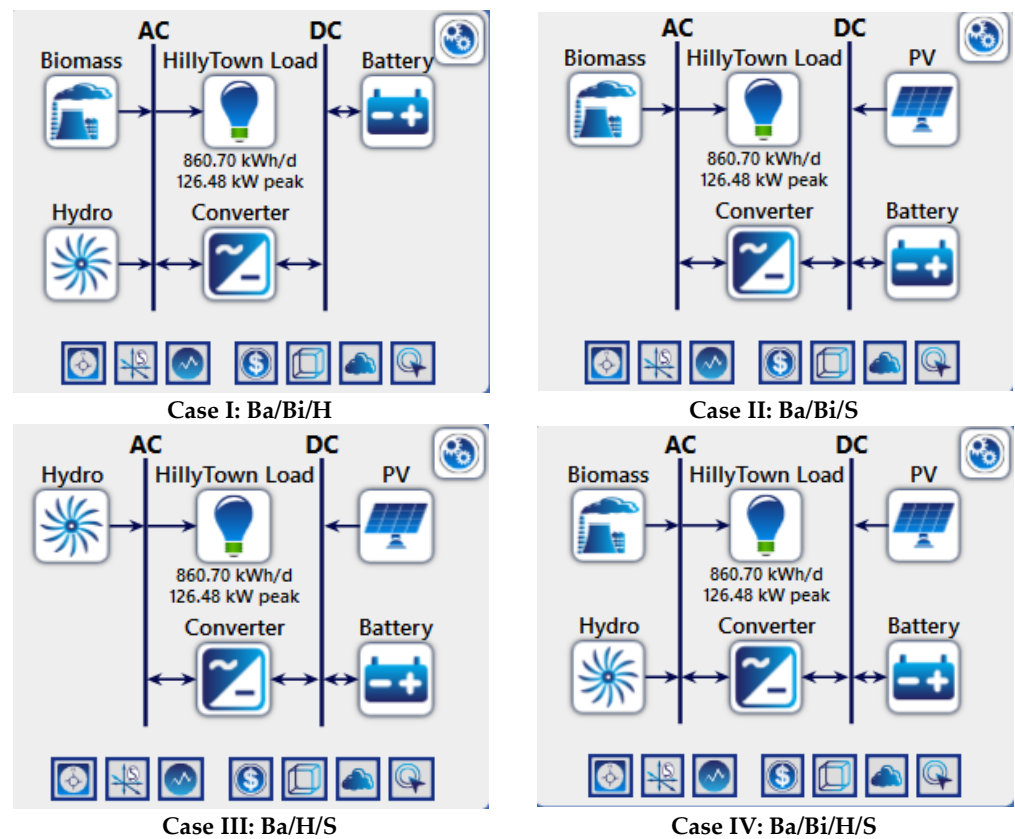 AC DC
Biomass HillyTown Load Battery
860.70 kWh/d
126.48 kW peak
Hydro Converter
Case I: Ba/Bi/H
AC DC
Biomass HillyTown Load PV
860.70 kWh/d
126.48 kW peak
Converter Battery
Case II: Ba/Bi/S
AC DC
Hydro HillyTown Load PV
860.70 kWh/d
126.48 kW peak
Converter Battery
Case III: Ba/H/S
AC DC
Biomass HillyTown Load PV
860.70 kWh/d
126.48 kW peak
Hydro Converter Battery
Case IV: Ba/Bi/H/S